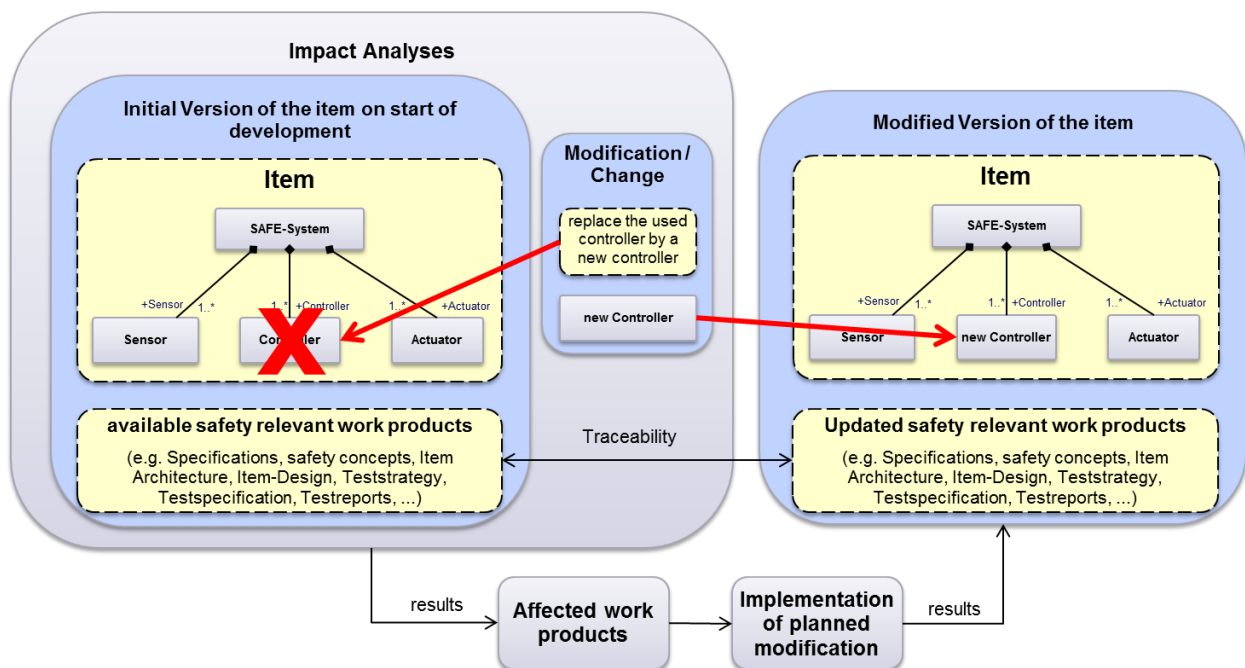 Impact Analyses
Initial Version of the item on start of
development
Item
SAFE-System
+Sensor
1..*
1..*
+Controller
1..*
+Actuator
Sensor
Controller
Actuator
X
available safety relevant work products
(e.g. Specifications, safety concepts, Item
Architecture, Item-Design, Teststrategy,
Testspecification, Testreports, ...)
Modification /
Change
replace the used
controller by a
new controller
new Controller
Traceability
Modified Version of the item
Item
SAFE-System
+Sensor
1..*
1..*
+Controller
1..*
+Actuator
Sensor
new Controller
Actuator
Updated safety relevant work products
(e.g. Specifications, safety concepts, Item
Architecture, Item-Design, Teststrategy,
Testspecification, Testreports, ...)
results
Affected work
products
Implementation
of planned
modification
results